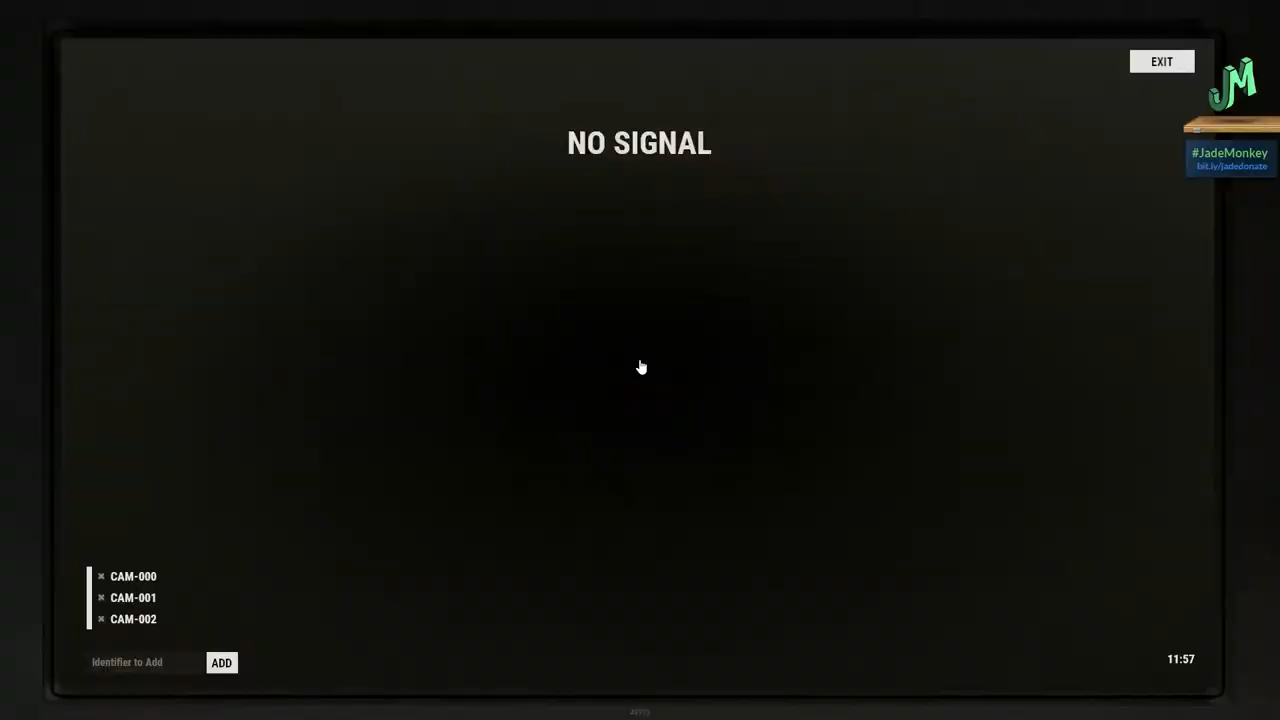 EXIT
JM
NO SIGNAL
#JadeMonkey
bit.ly/jadedonate
CAM-000
CAM-001
CAM-002
Identifier to Add
ADD
11:57